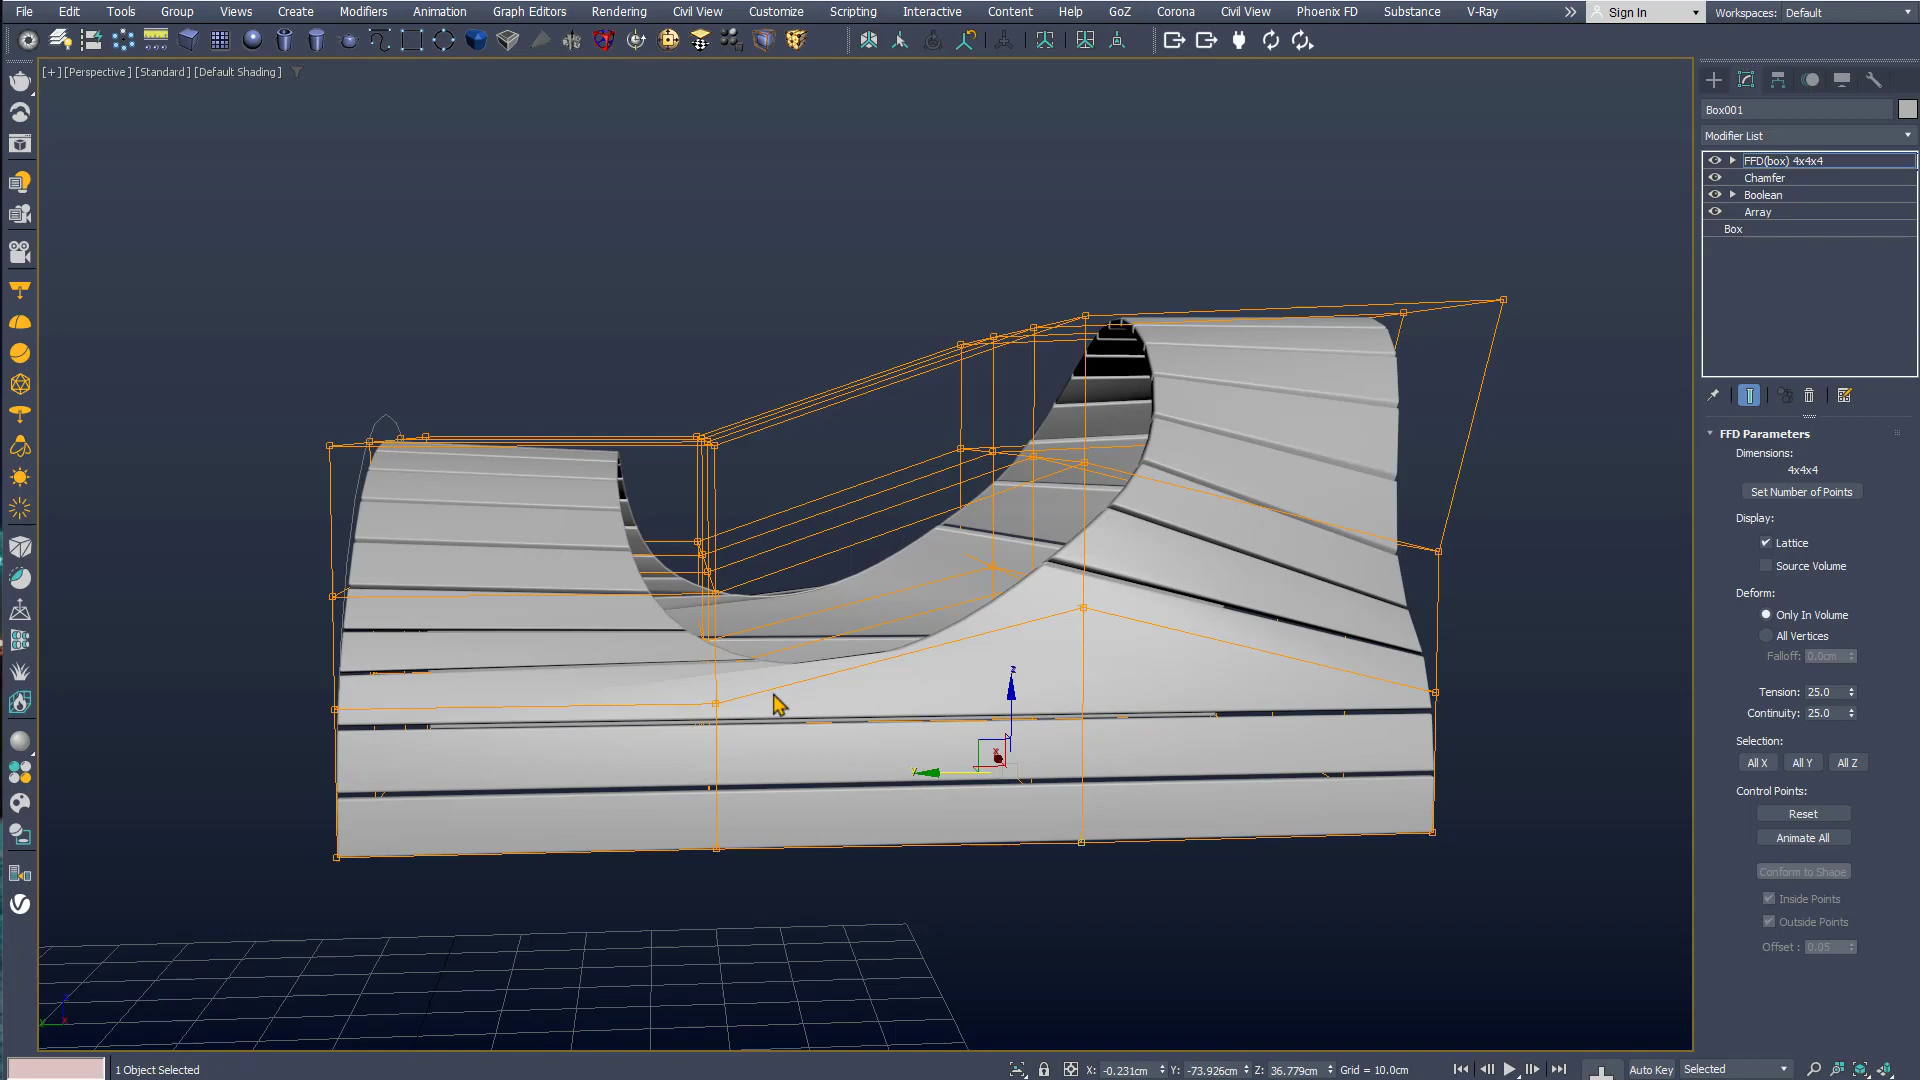 File Edit Tools Group Views Create Modifiers Animation Graph Editors Rendering Civil View Customize Scripting Interactive Content Help GoZ Corona Civil View Phoenix FD Substance V-Ray Sign In Workspaces: Default
[+] [Perspective] [Standard] [Default Shading]
Box001
Modifier List
FFD(box) 4x4x4
Chamfer
Boolean
Array
Box
FFD Parameters
Dimensions:
4x4x4
Set Number of Points
Display:
Lattice
Source Volume
Deform:
Only In Volume
All Vertices
Falloff: 0.0cm
Tension: 25.0
Continuity: 25.0
Selection:
All X All Y All Z
Control Points:
Reset
Animate All
Conform to Shape
Inside Points
Outside Points
Offset : 0.05
z
x
y
z
y x
1 Object Selected X: -0.231cm Y: -73.926cm Z: 36.779cm Grid = 10.0cm Auto Key Selected